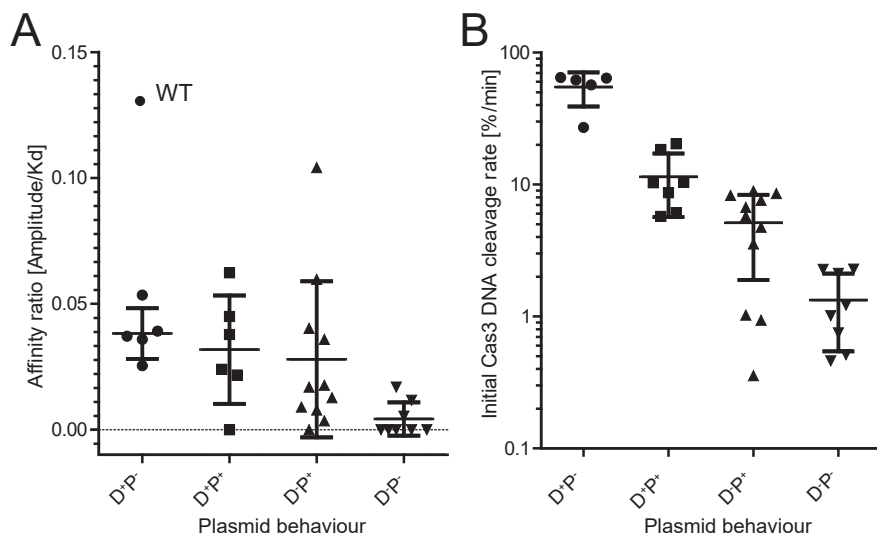 A
0.15
0.10
0.05
0.00
Affinity ratio [Amplitude/Kd]
WT
D⁺P⁻
D⁺P⁺
D⁻P⁺
D⁻P⁻
Plasmid behaviour
B
100
10
1
0.1
Initial Cas3 DNA cleavage rate [%/min]
D⁺P⁻
D⁺P⁺
D⁻P⁺
D⁻P⁻
Plasmid behaviour